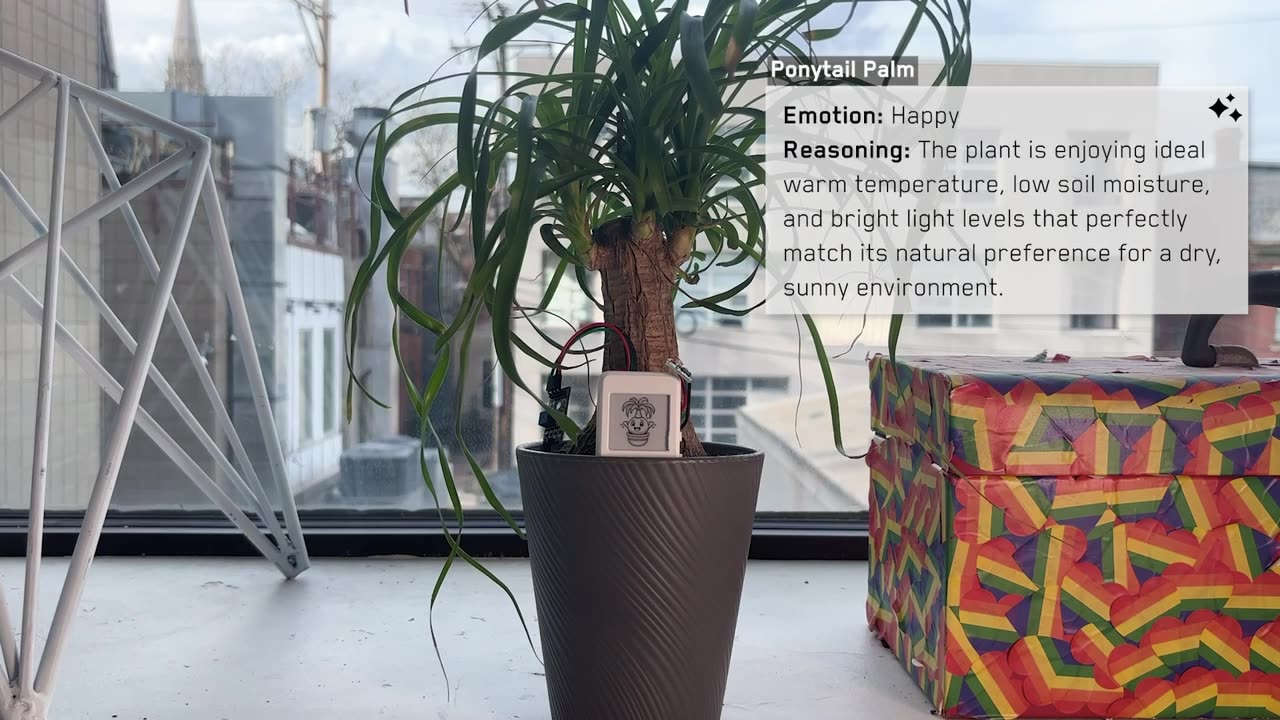 Ponytail Palm
Emotion: Happy
Reasoning: The plant is enjoying ideal
warm temperature, low soil moisture,
and bright light levels that perfectly
match its natural preference for a dry,
sunny environment.